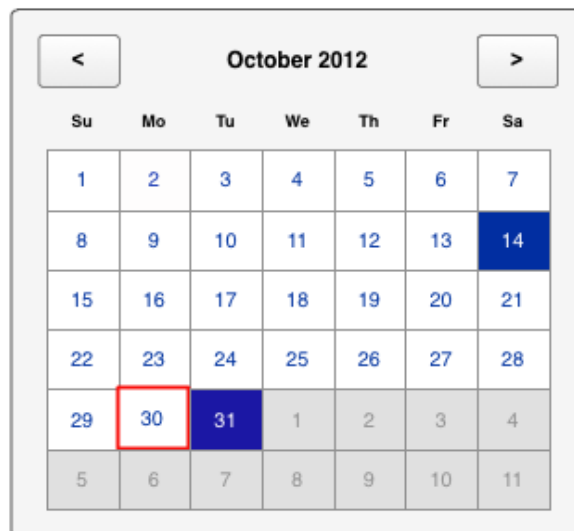 < October 2012 >
Su Mo Tu We Th Fr Sa
1 2 3 4 5 6 7
8 9 10 11 12 13 14
15 16 17 18 19 20 21
22 23 24 25 26 27 28
29 30 31 1 2 3 4
5 6 7 8 9 10 11